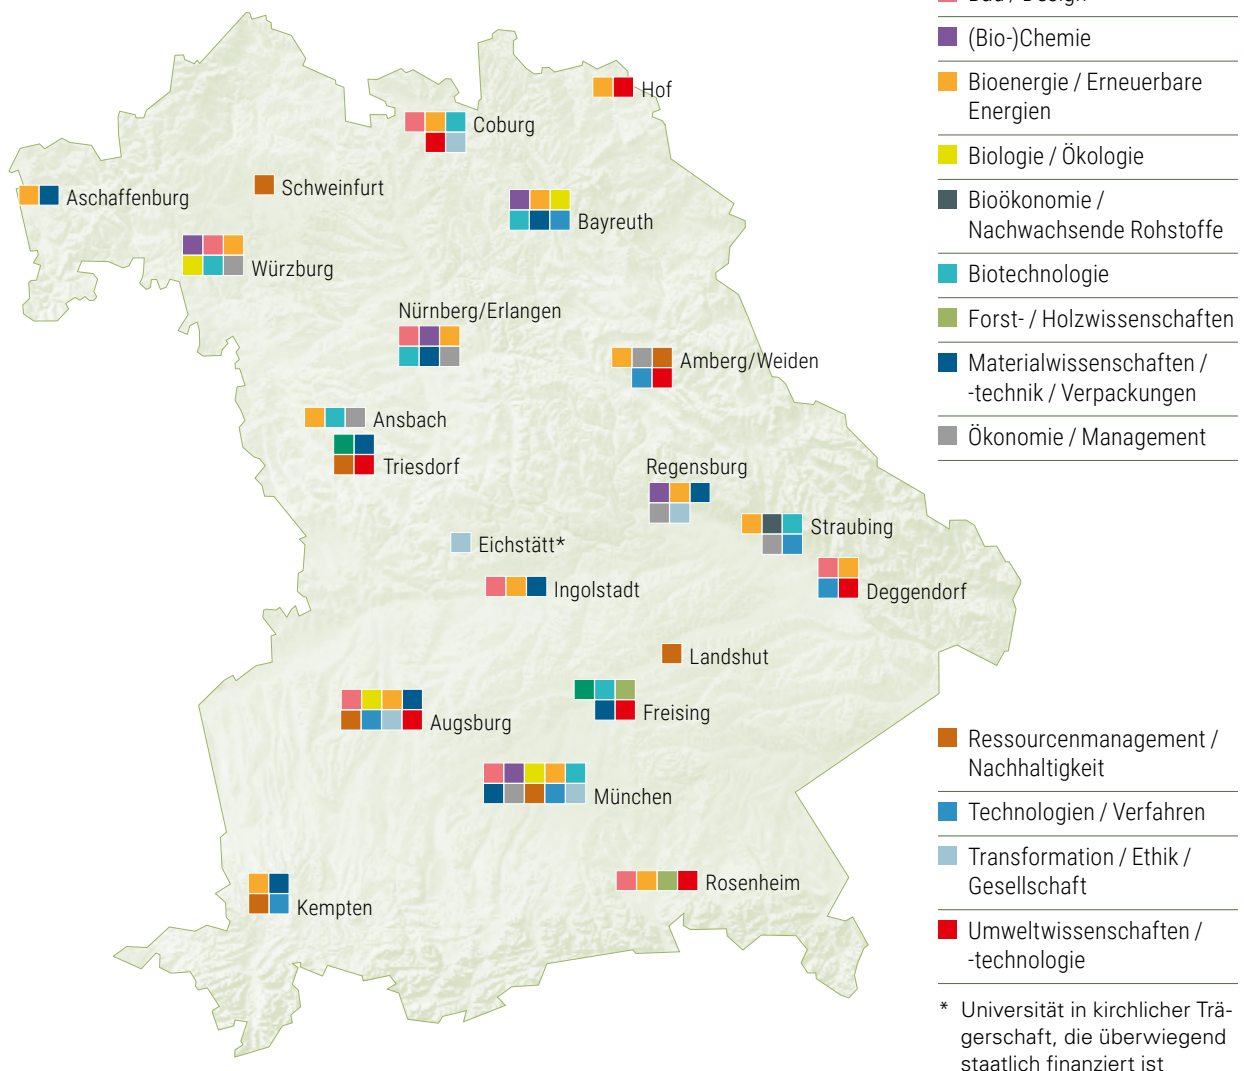 Bau / Design
(Bio-)Chemie
Bioenergie / Erneuerbare
Energien
Biologie / Ökologie
Bioökonomie /
Nachwachsende Rohstoffe
Biotechnologie
Forst- / Holzwissenschaften
Materialwissenschaften /
-technik / Verpackungen
Ökonomie / Management
Hof
Coburg
Schweinfurt
Aschaffenburg
Bayreuth
Würzburg
Nürnberg/Erlangen
Amberg/Weiden
Ansbach
Triesdorf
Regensburg
Straubing
Eichstätt*
Ingolstadt
Deggendorf
Landshut
Freising
Augsburg
München
Rosenheim
Kempten
Ressourcenmanagement /
Nachhaltigkeit
Technologien / Verfahren
Transformation / Ethik /
Gesellschaft
Umweltwissenschaften /
-technologie
* Universität in kirchlicher Trä-
gerschaft, die überwiegend
staatlich finanziert ist